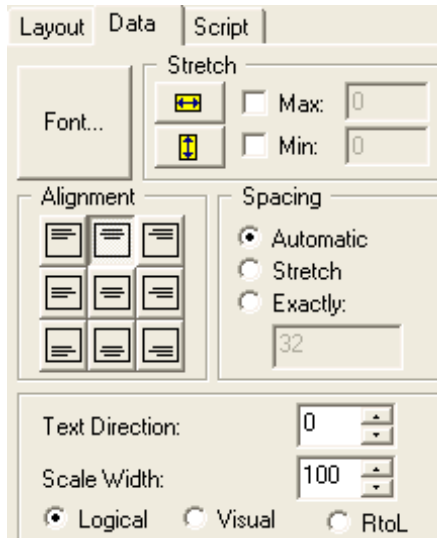 Layout Data Script
Stretch
Font...
Max: 0
Min: 0
Alignment Spacing
Automatic
Stretch
Exactly:
32
Text Direction: 0
Scale Width: 100
Logical Visual RtoL